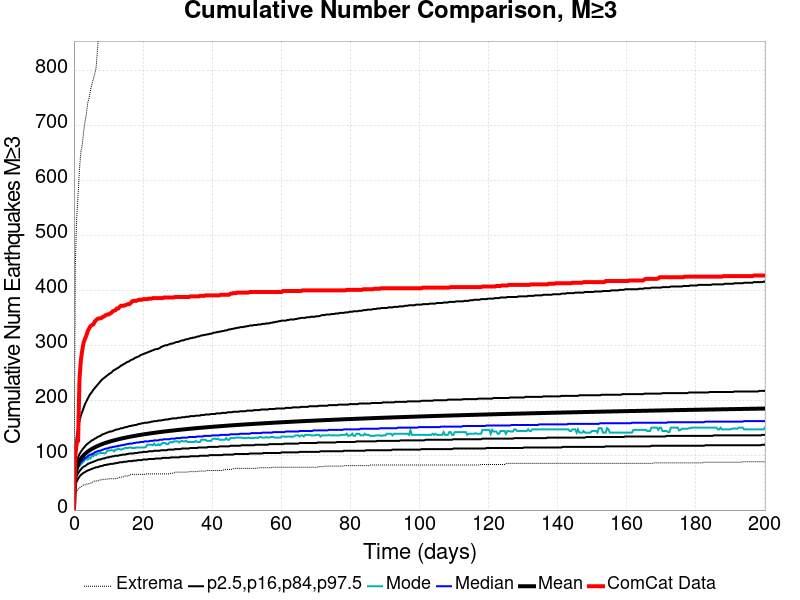 Cumulative Number Comparison, M≥3
Cumulative Num Earthquakes M≥3
800
700
600
500
400
300
200
100
0
0 20 40 60 80 100 120 140 160 180 200
Time (days)
Extrema p2.5,p16,p84,p97.5 Mode Median Mean ComCat Data